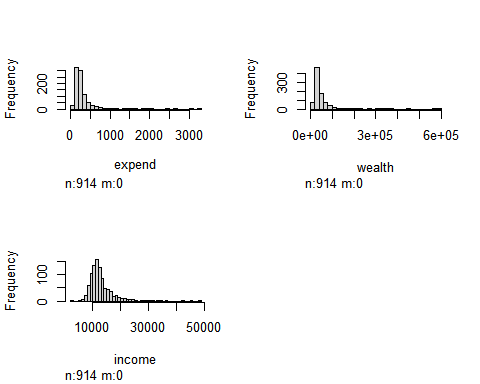 Frequency
0 200
0 1000 2000 3000
expend
n:914 m:0
Frequency
0 300
0e+00 3e+05 6e+05
wealth
n:914 m:0
Frequency
0 100
10000 30000 50000
income
n:914 m:0